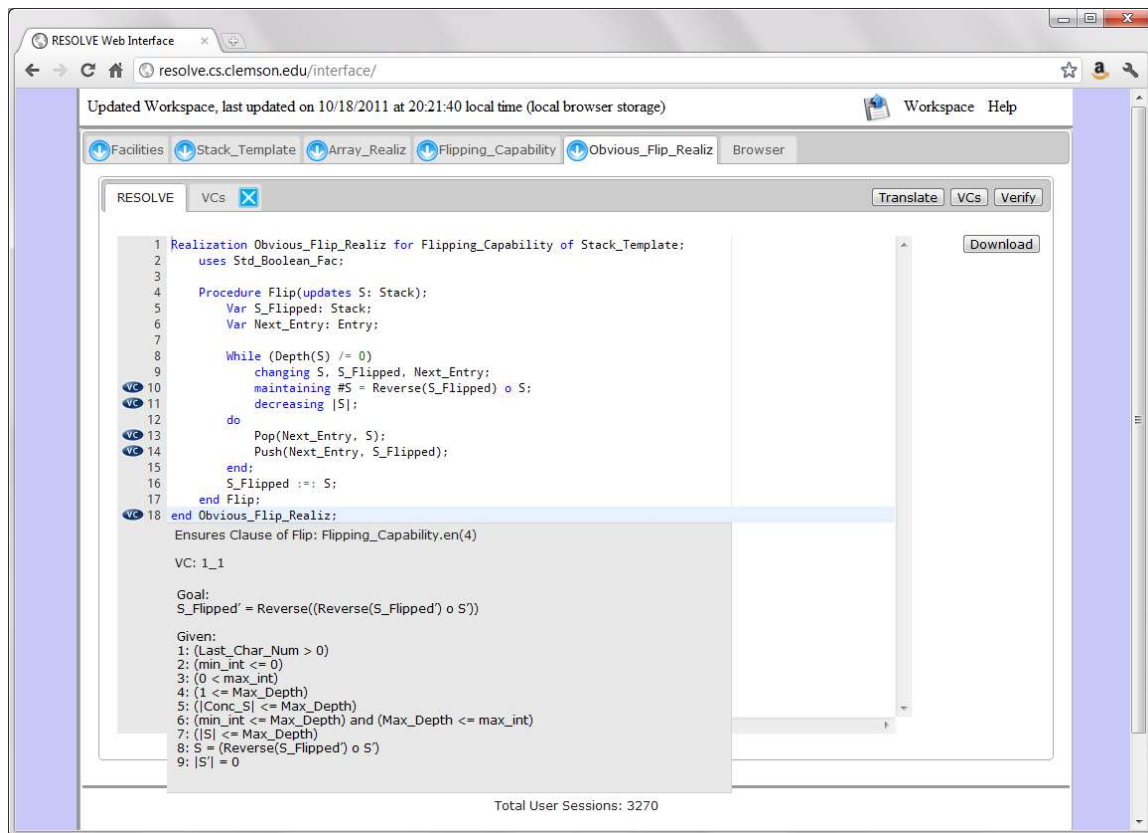 RESOLVE Web Interface
resolve.cs.clemson.edu/interface/
Updated Workspace, last updated on 10/18/2011 at 20:21:40 local time (local browser storage) Workspace Help
Facilities Stack_Template Array_Realiz Flipping_Capability Obvious_Flip_Realiz Browser
RESOLVE VCs Translate VCs Verify
Download
1 Realization Obvious_Flip_Realiz for Flipping_Capability of Stack_Template;
2 uses Std_Boolean_Fac;
3
4 Procedure Flip(updates S: Stack);
5 Var S_Flipped: Stack;
6 Var Next_Entry: Entry;
7
8 While (Depth(S) /= 0)
9 changing S, S_Flipped, Next_Entry;
VC 10 maintaining #S = Reverse(S_Flipped) o S;
VC 11 decreasing |S|;
12 do
VC 13 Pop(Next_Entry, S);
VC 14 Push(Next_Entry, S_Flipped);
15 end;
16 S_Flipped :=: S;
17 end Flip;
VC 18 end Obvious_Flip_Realiz;
Ensures Clause of Flip: Flipping_Capability.en(4)
VC: 1_1
Goal:
S_Flipped' = Reverse((Reverse(S_Flipped') o S'))
Given:
1: (Last_Char_Num > 0)
2: (min_int <= 0)
3: (0 < max_int)
4: (1 <= Max_Depth)
5: (|Conc_S| <= Max_Depth)
6: (min_int <= Max_Depth) and (Max_Depth <= max_int)
7: (|S| <= Max_Depth)
8: S = (Reverse(S_Flipped') o S')
9: |S'| = 0
Total User Sessions: 3270